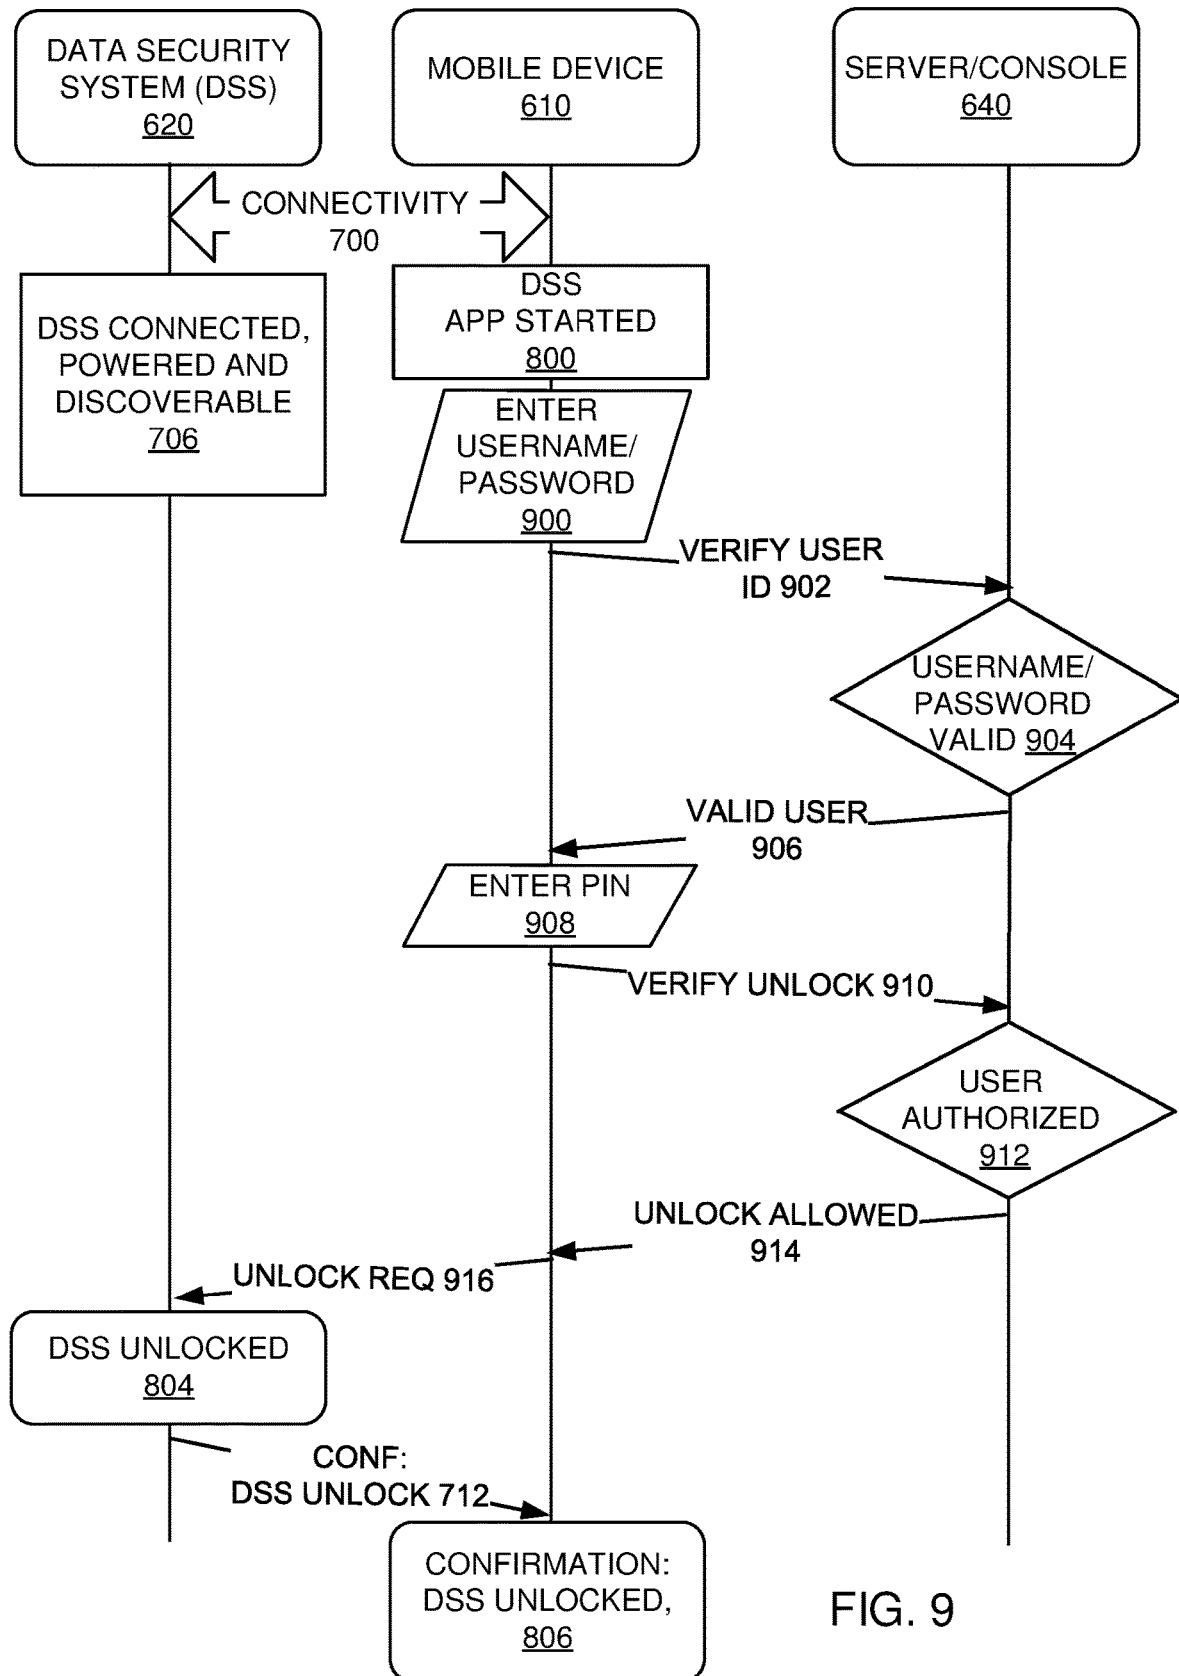 DATA SECURITY
SYSTEM (DSS)
620
MOBILE DEVICE
610
SERVER/CONSOLE
640
CONNECTIVITY
700
DSS CONNECTED,
POWERED AND
DISCOVERABLE
706
DSS
APP STARTED
800
ENTER
USERNAME/
PASSWORD
900
VERIFY USER
ID 902
USERNAME/
PASSWORD
VALID 904
VALID USER
906
ENTER PIN
908
VERIFY UNLOCK 910
USER
AUTHORIZED
912
UNLOCK ALLOWED
914
UNLOCK REQ 916
DSS UNLOCKED
804
CONF:
DSS UNLOCK 712
CONFIRMATION:
DSS UNLOCKED,
806
FIG. 9